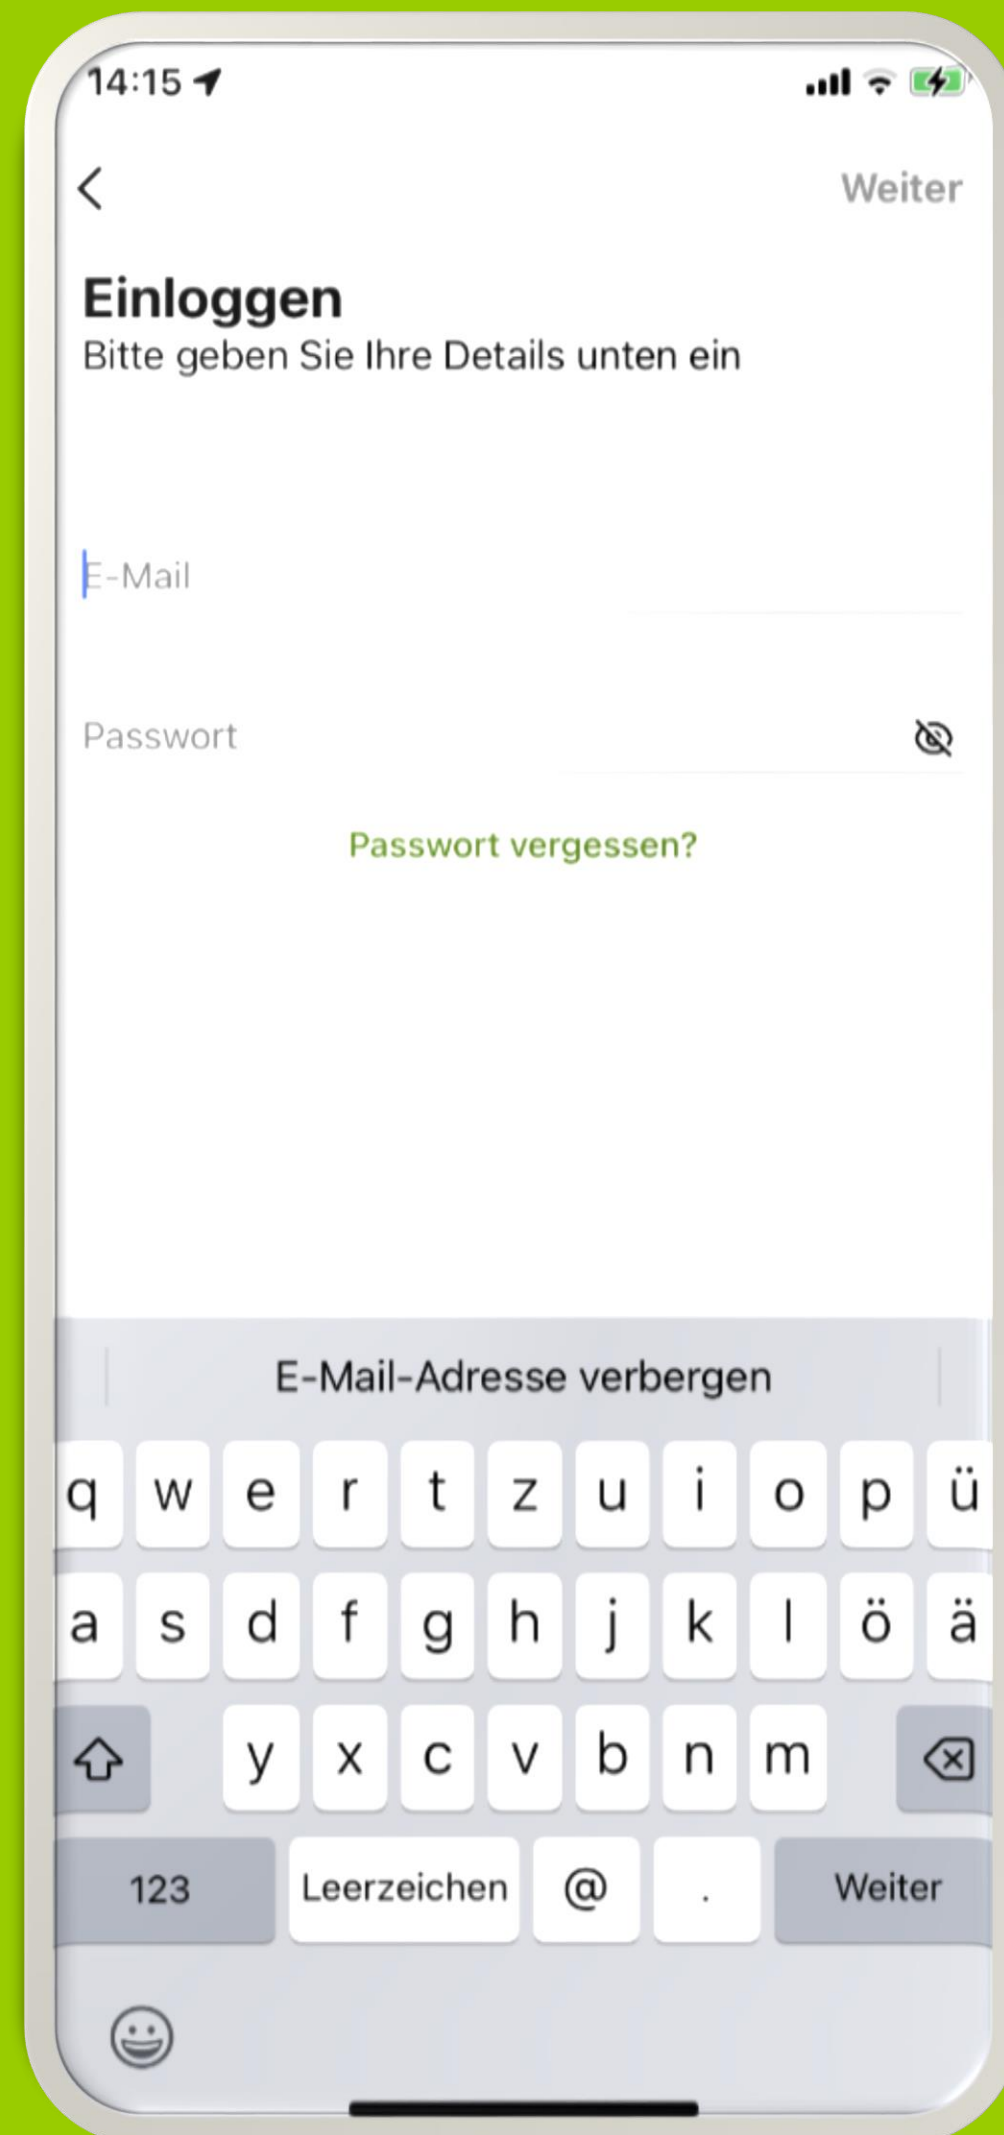 14:15
Weiter
Einloggen
Bitte geben Sie Ihre Details unten ein
E-Mail
Passwort
Passwort vergessen?
E-Mail-Adresse verbergen
q w e r t z u i o p ü
a s d f g h j k l ö ä
y x c v b n m
123 Leerzeichen @ . Weiter